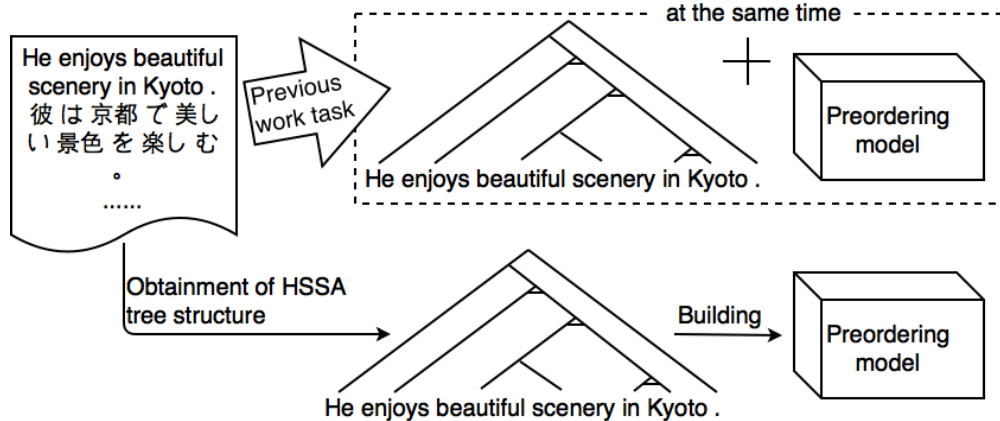 He enjoys beautiful
scenery in Kyoto .
彼 は 京都 で 美し
い 景色 を 楽し む
。
......
Previous
work task
at the same time
He enjoys beautiful scenery in Kyoto .
Preordering
model
Obtainment of HSSA
tree structure
He enjoys beautiful scenery in Kyoto .
Building
Preordering
model